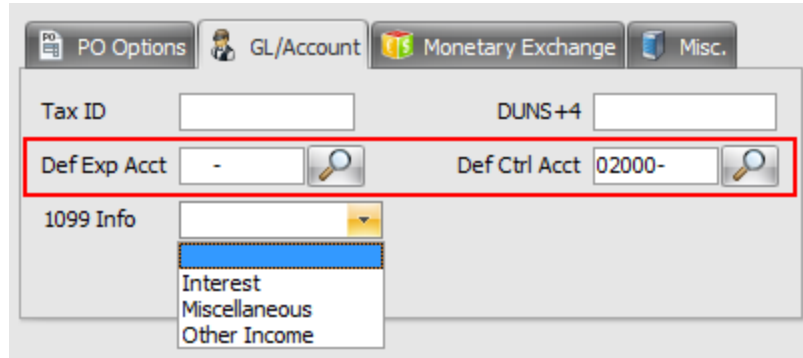 PO Options GL/Account Monetary Exchange Misc.
Tax ID DUNS+4
Def Exp Acct - Def Ctrl Acct 02000-
1099 Info
Interest
Miscellaneous
Other Income